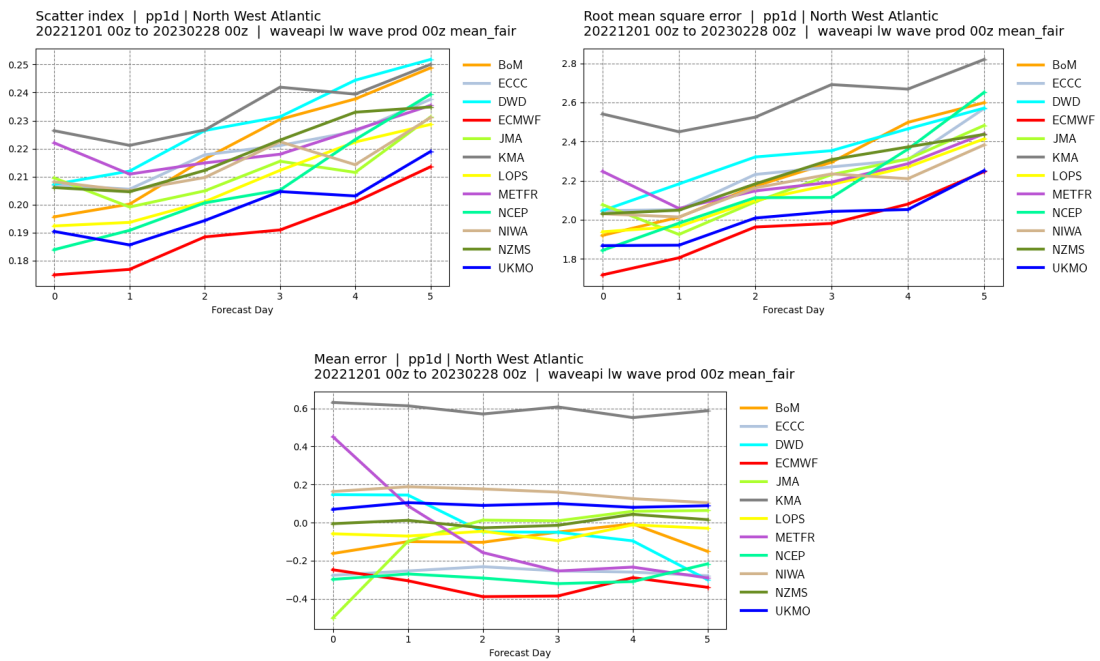 Scatter index | pp1d | North West Atlantic
20221201 00z to 20230228 00z | waveapi lw wave prod 00z mean_fair
0.25
0.24
0.23
0.22
0.21
0.20
0.19
0.18
0 1 2 3 4 5
Forecast Day
BoM
ECCC
DWD
ECMWF
JMA
KMA
LOPS
METFR
NCEP
NIWA
NZMS
UKMO
Root mean square error | pp1d | North West Atlantic
20221201 00z to 20230228 00z | waveapi lw wave prod 00z mean_fair
2.8
2.6
2.4
2.2
2.0
1.8
0 1 2 3 4 5
Forecast Day
BoM
ECCC
DWD
ECMWF
JMA
KMA
LOPS
METFR
NCEP
NIWA
NZMS
UKMO
Mean error | pp1d | North West Atlantic
20221201 00z to 20230228 00z | waveapi lw wave prod 00z mean_fair
0.6
0.4
0.2
0.0
−0.2
−0.4
0 1 2 3 4 5
Forecast Day
BoM
ECCC
DWD
ECMWF
JMA
KMA
LOPS
METFR
NCEP
NIWA
NZMS
UKMO